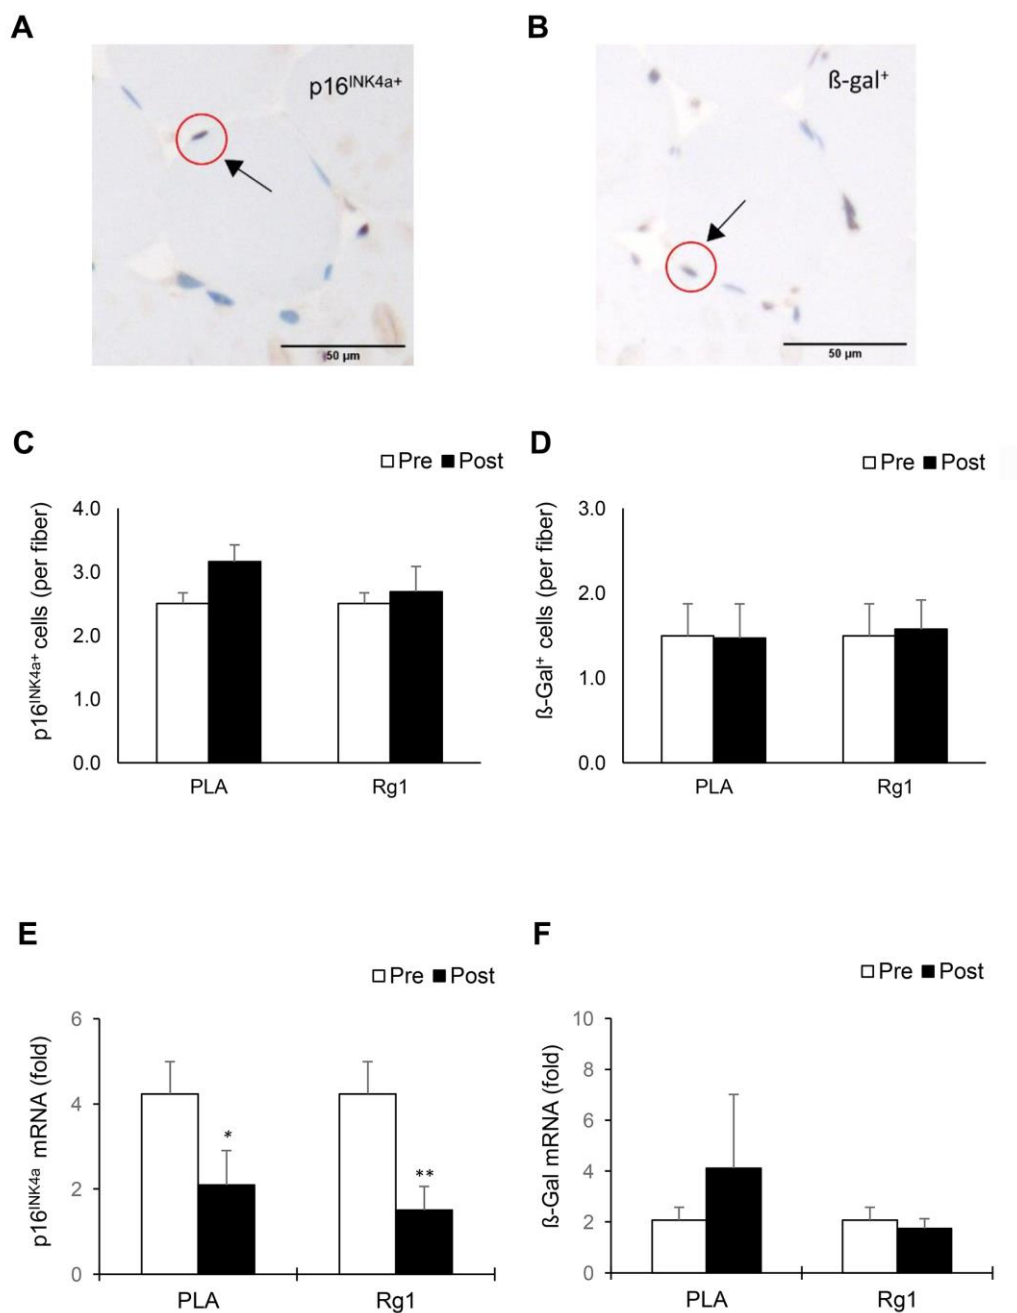 A
p16INK4a+
50 µm
B
ß-gal+
50 µm
C
Pre Post
p16INK4a+ cells (per fiber)
4.0
3.0
2.0
1.0
0.0
PLA Rg1
D
Pre Post
ß-Gal+ cells (per fiber)
3.0
2.0
1.0
0.0
PLA Rg1
E
Pre Post
p16INK4a mRNA (fold)
6
4
2
0
*
**
PLA Rg1
F
Pre Post
ß-Gal mRNA (fold)
10
8
6
4
2
0
PLA Rg1